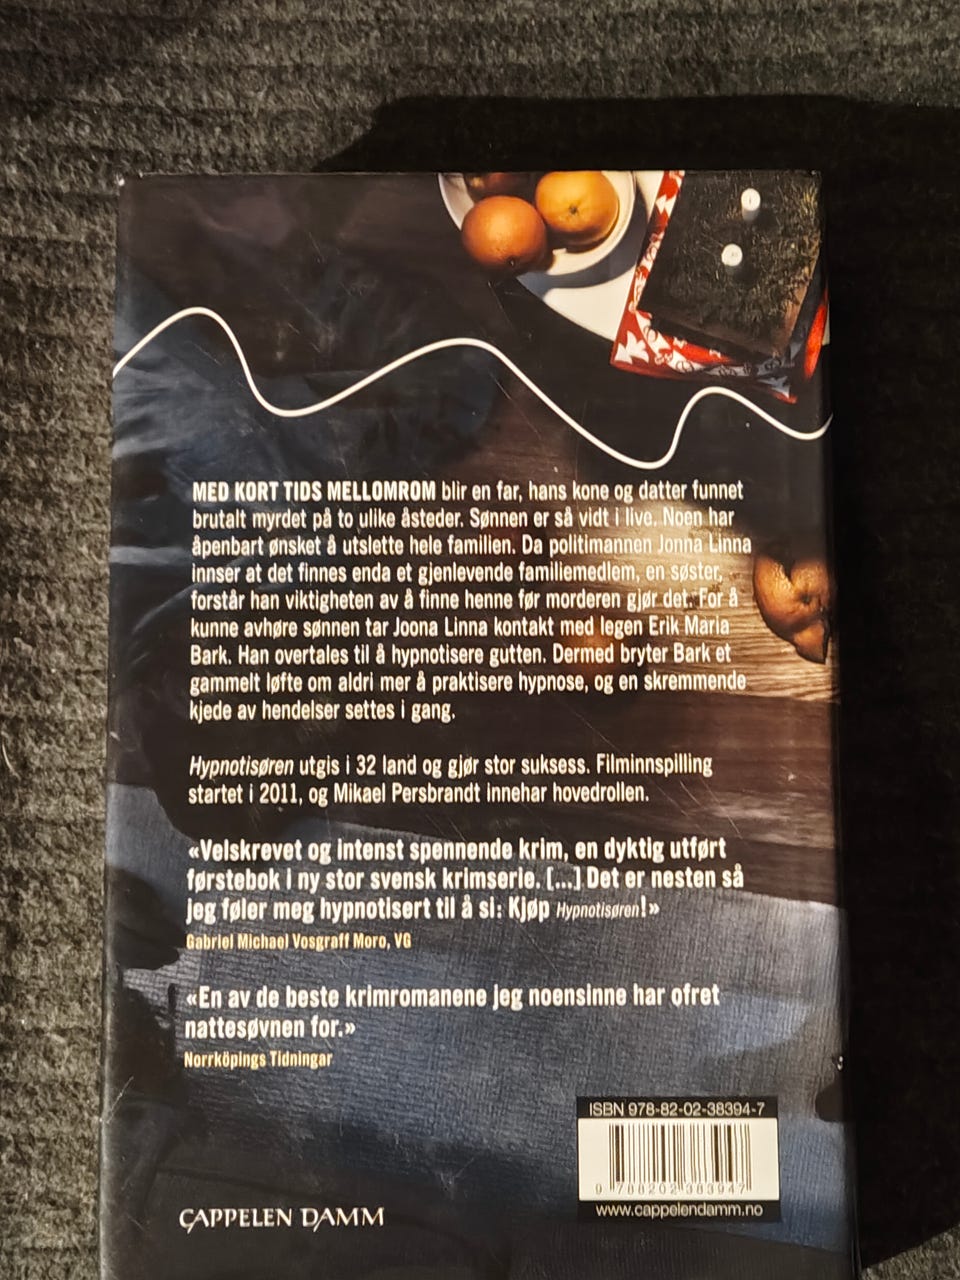 MED KORT TIDS MELLOMROM blir en far, hans kone og datter funnet
brutalt myrdet på to ulike åsteder. Sønnen er så vidt i live. Noen har
åpenbart ønsket å utslette hele familien. Da politimannen Jonna Linna
innser at det finnes enda et gjenlevende familiemedlem, en søster,
forstår han viktigheten av å finne henne før morderen gjør det. For å
kunne avhøre sønnen tar Joona Linna kontakt med legen Erik Maria
Bark. Han overtales til å hypnotisere gutten. Dermed bryter Bark et
gammelt løfte om aldri mer å praktisere hypnose, og en skremmende
kjede av hendelser settes i gang.
Hypnotisøren utgis i 32 land og gjør stor suksess. Filminnspilling
startet i 2011, og Mikael Persbrandt innehar hovedrollen.
«Velskrevet og intenst spennende krim, en dyktig utført
førstebok i ny stor svensk krimserie. [...] Det er nesten så
jeg føler meg hypnotisert til å si: Kjøp Hypnotisøren!»
Gabriel Michael Vosgraff Moro, VG
«En av de beste krimromanene jeg noensinne har ofret
nattesøvnen for.»
Norrköpings Tidningar
ISBN 978-82-02-38394-7
9 788202 383947
www.cappelendamm.no
CAPPELEN DAMM